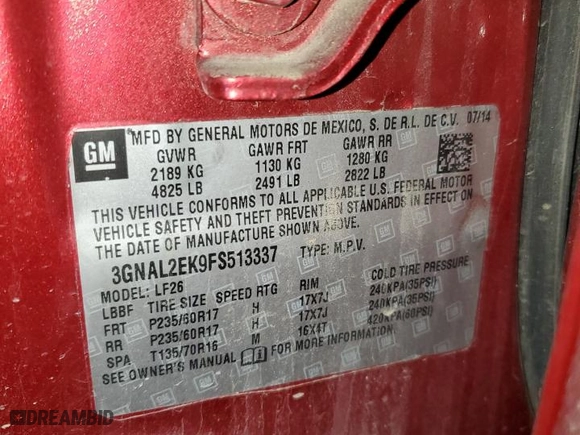 GM
MFD BY GENERAL MOTORS DE MEXICO, S. DE R.L. DE C.V. 07/14
GVWR GAWR FRT GAWR RR
2189 KG 1130 KG 1280 KG
4825 LB 2491 LB 2822 LB
THIS VEHICLE CONFORMS TO ALL APPLICABLE U.S. FEDERAL MOTOR
VEHICLE SAFETY AND THEFT PREVENTION STANDARDS IN EFFECT ON
THE DATE OF MANUFACTURE SHOWN ABOVE.
3GNAL2EK9FS513337 TYPE: M.P.V.
MODEL: LF26
LBBF TIRE SIZE SPEED RTG RIM COLD TIRE PRESSURE
FRT P235/60R17 H 17X7J 240KPA(35PSI)
RR P235/60R17 H 17X7J 240KPA(35PSI)
SPA T135/70R16 M 16X4T 420KPA(60PSI)
SEE OWNER'S MANUAL FOR MORE INFORMATION.
DREAMBID